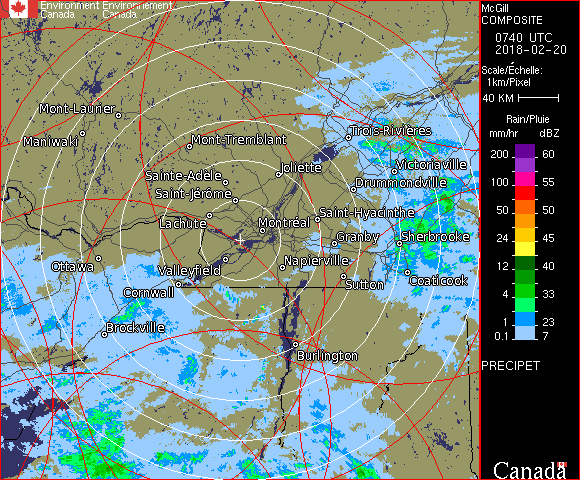 Environment Environnement
Canada Canada
Mont-Laurier
Maniwaki
Mont-Tremblant
Trois-Rivières
Joliette
Victoriaville
Sainte-Adèle
Drummondville
Saint-Jérôme
Lachute
Montréal
Saint-Hyacinthe
Granby
Sherbrooke
Ottawa
Valleyfield
Napierville
Sutton
Coaticook
Cornwall
Brockville
Burlington
McGill
COMPOSITE
0740 UTC
2018-02-20
Scale/Échelle:
1km/Pixel
40 KM
Rain/Pluie
mm/hr dBZ
200 60
100 55
50 50
24 45
12 40
4 33
1 23
0.1 7
PRECIPET
Canada